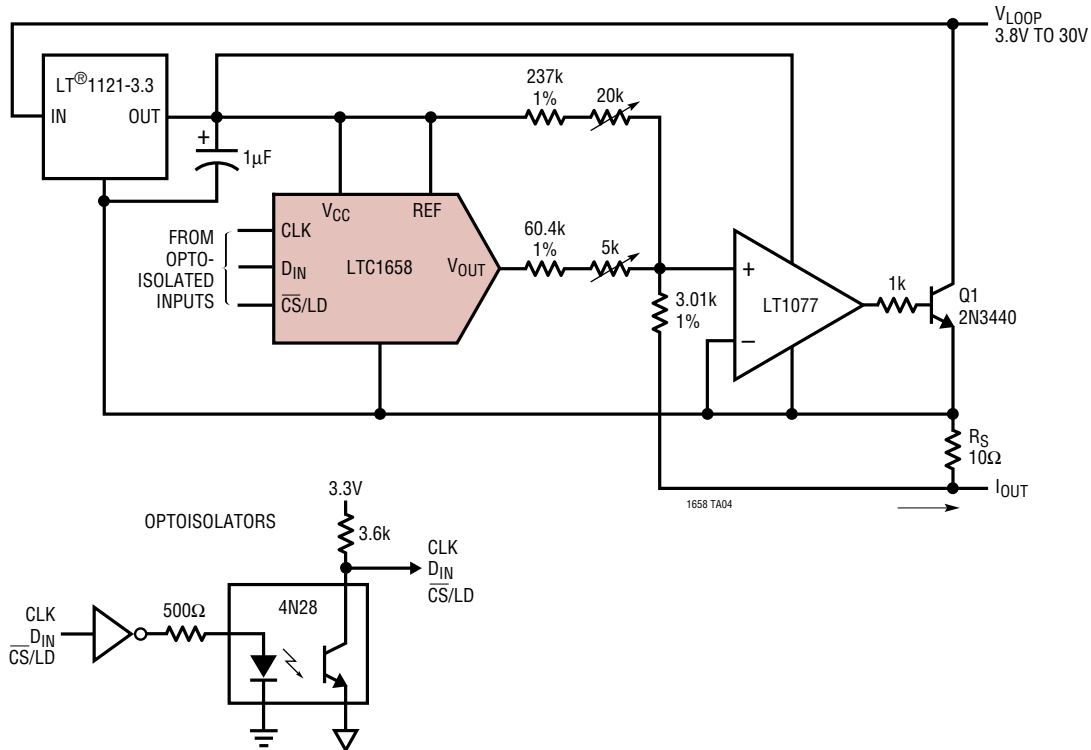 VLOOP
3.8V TO 30V
LT®1121-3.3
IN
OUT
+
1µF
237k
1%
20k
VCC
REF
FROM
OPTO-
ISOLATED
INPUTS
CLK
DIN
CS/LD
LTC1658
VOUT
60.4k
1%
5k
3.01k
1%
+
−
LT1077
1k
Q1
2N3440
RS
10Ω
IOUT
1658 TA04
OPTOISOLATORS
3.3V
3.6k
CLK
DIN
CS/LD
4N28
500Ω
CLK
DIN
CS/LD